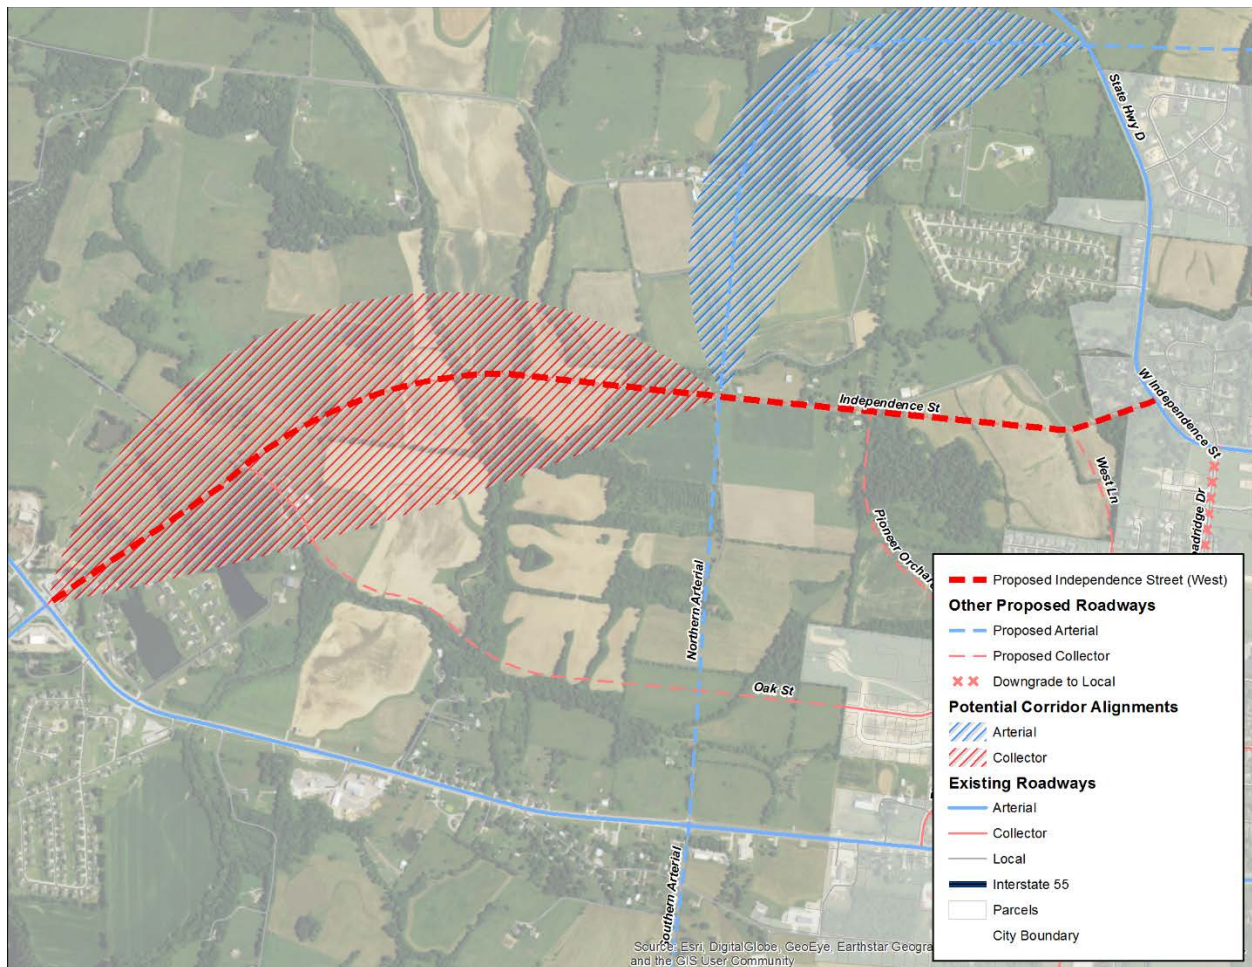 State Hwy D
Independence St
W Independence St
West Ln
Pioneer Orchard
eadridge Dr
Northern Arterial
Oak St
Southern Arterial
Proposed Independence Street (West)
Other Proposed Roadways
Proposed Arterial
Proposed Collector
Downgrade to Local
Potential Corridor Alignments
Arterial
Collector
Existing Roadways
Arterial
Collector
Local
Interstate 55
Parcels
City Boundary
Source: Esri, DigitalGlobe, GeoEye, Earthstar Geogra
and the GIS User Community